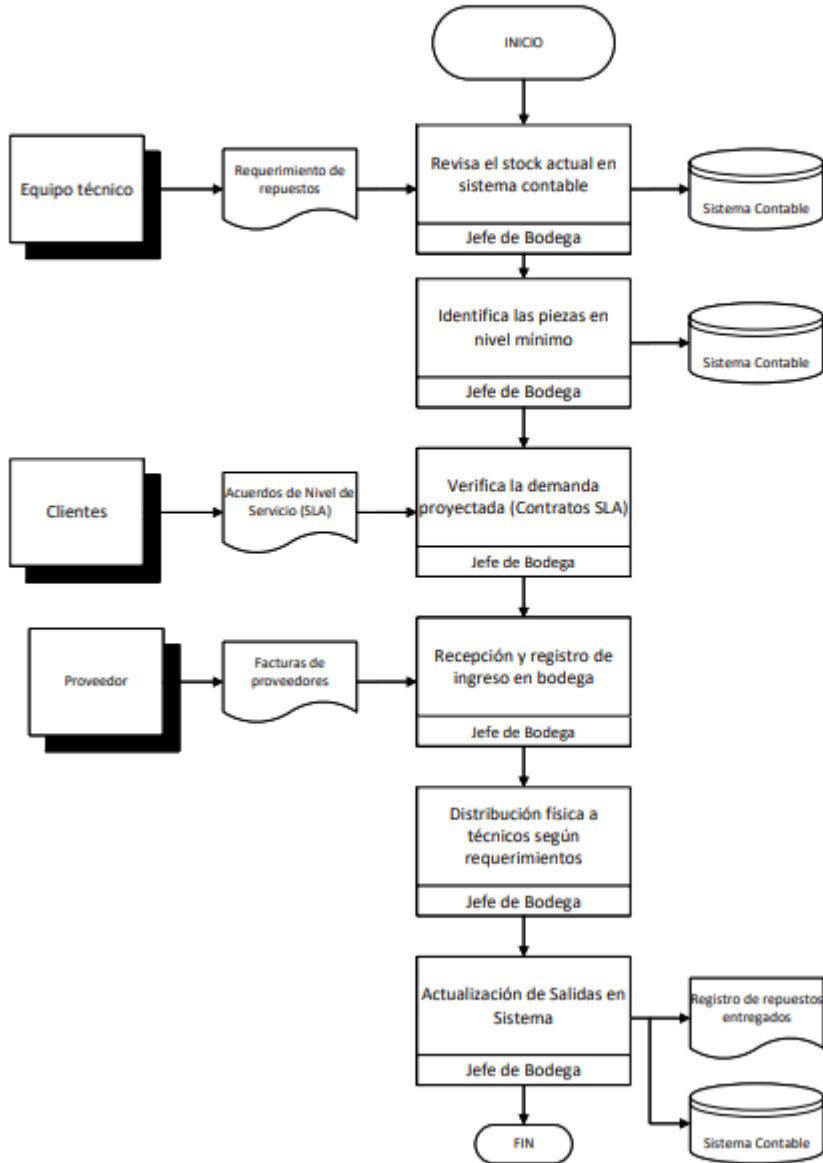 INICIO
Equipo técnico
Requerimiento de
repuestos
Revisa el stock actual en
sistema contable
Jefe de Bodega
Sistema Contable
Identifica las piezas en
nivel mínimo
Jefe de Bodega
Sistema Contable
Clientes
Acuerdos de Nivel de
Servicio (SLA)
Verifica la demanda
proyectada (Contratos SLA)
Jefe de Bodega
Proveedor
Facturas de
proveedores
Recepción y registro de
ingreso en bodega
Jefe de Bodega
Distribución física a
técnicos según
requerimientos
Jefe de Bodega
Actualización de Salidas en
Sistema
Jefe de Bodega
Registro de repuestos
entregados
Sistema Contable
FIN